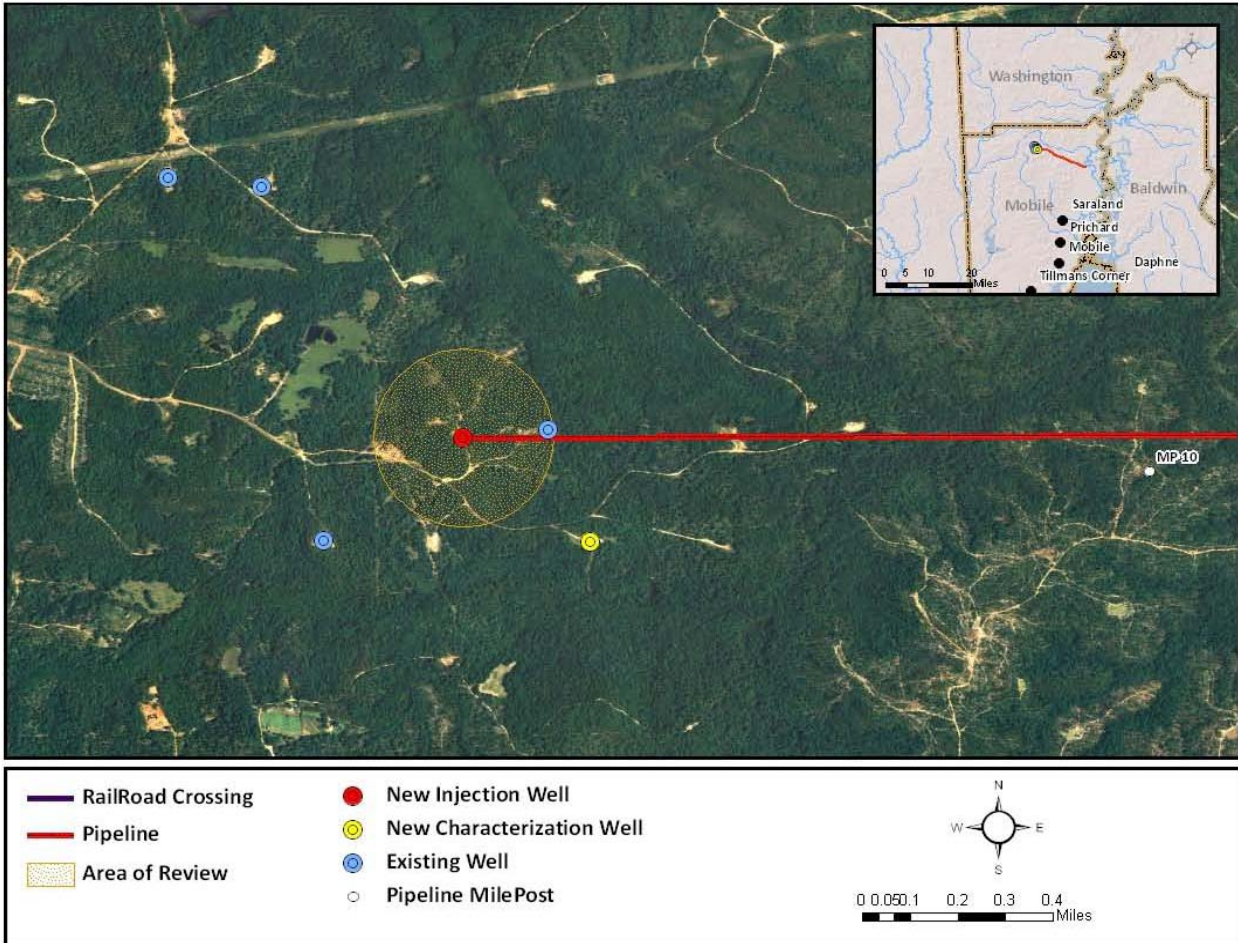 Washington
Baldwin
Mobile
Saraland
Prichard
Mobile
Daphne
Tillmans Corner
0 5 10 20
Miles
MP-10
RailRoad Crossing
Pipeline
Area of Review
New Injection Well
New Characterization Well
Existing Well
Pipeline MilePost
N
W E
S
0 0.050.1 0.2 0.3 0.4
Miles